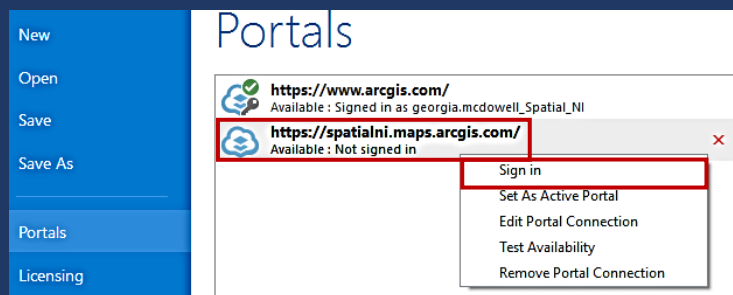 New
Open
Save
Save As
Portals
Licensing
Portals
https://www.arcgis.com/
Available : Signed in as georgia.mcdowell_Spatial_NI
https://spatialni.maps.arcgis.com/
Available : Not signed in
Sign in
Set As Active Portal
Edit Portal Connection
Test Availability
Remove Portal Connection